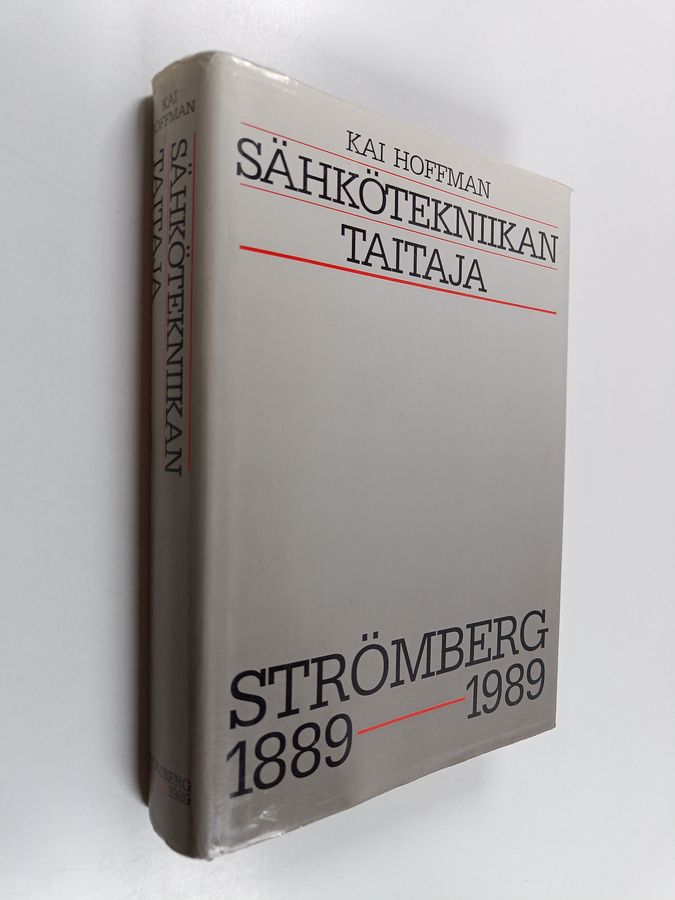 KAI HOFFMAN
SÄHKÖTEKNIIKAN
TAITAJA
STRÖMBERG
1889—1989
KAI
HOFFMAN
SÄHKÖTEKNIIKAN
TAITAJA
1989